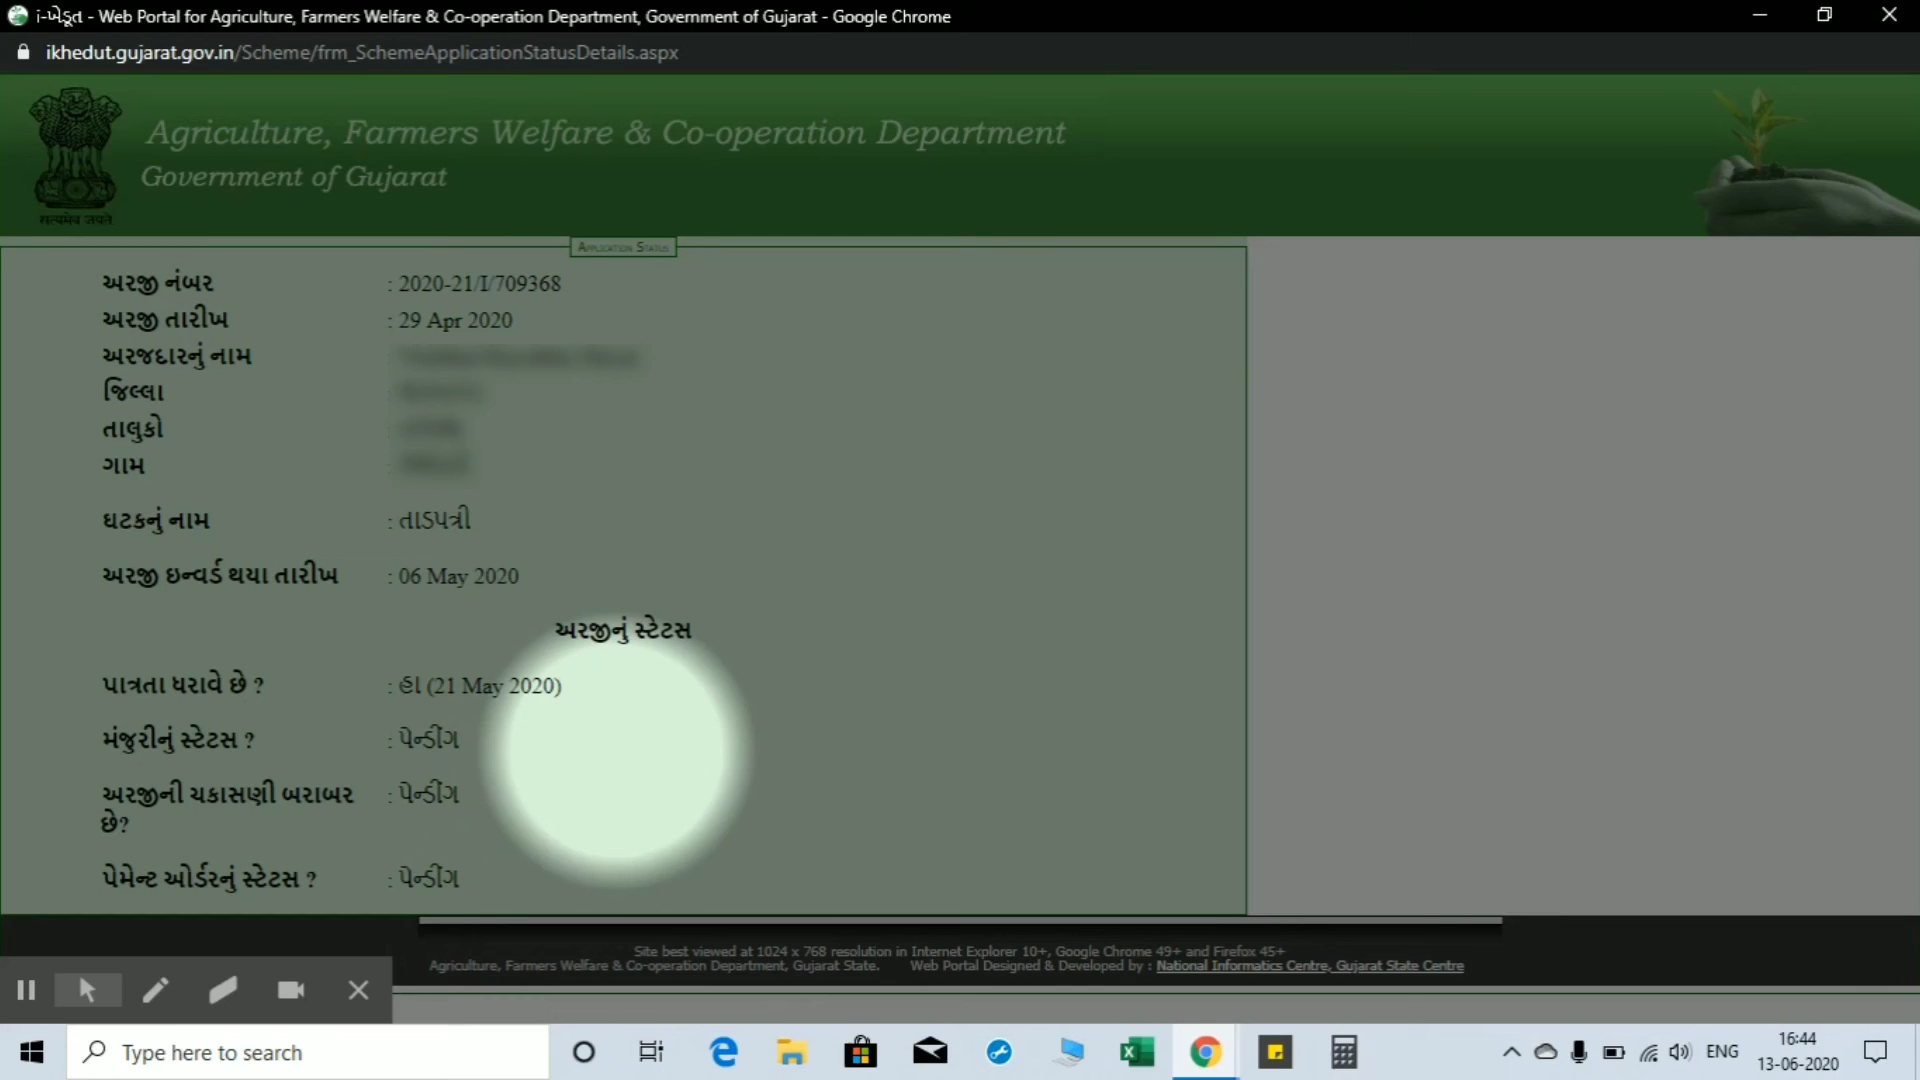 i-ખેડૂત - Web Portal for Agriculture, Farmers Welfare & Co-operation Department, Government of Gujarat - Google Chrome
ikhedut.gujarat.gov.in/Scheme/frm_SchemeApplicationStatusDetails.aspx
Agriculture, Farmers Welfare & Co-operation Department
Government of Gujarat
सत्यमेव जयते
Application Status
અરજી નંબર : 2020-21/I/709368
અરજી તારીખ : 29 Apr 2020
અરજદારનું નામ
જિલ્લા
તાલુકો
ગામ
ઘટકનું નામ : તાડપત્રી
અરજી ઇન્વર્ડ થયા તારીખ : 06 May 2020
અરજીનું સ્ટેટસ
પાત્રતા ધરાવે છે ? : હા (21 May 2020)
મંજુરીનું સ્ટેટસ ? : પેન્ડીંગ
અરજીની ચકાસણી બરાબર : પેન્ડીંગ
છે?
પેમેન્ટ ઓર્ડરનું સ્ટેટસ ? : પેન્ડીંગ
Site best viewed at 1024 x 768 resolution in Internet Explorer 10+, Google Chrome 49+ and Firefox 45+
Agriculture, Farmers Welfare & Co-operation Department, Gujarat State. Web Portal Designed & Developed by : National Informatics Centre, Gujarat State Centre
Type here to search
ENG
16:44
13-06-2020